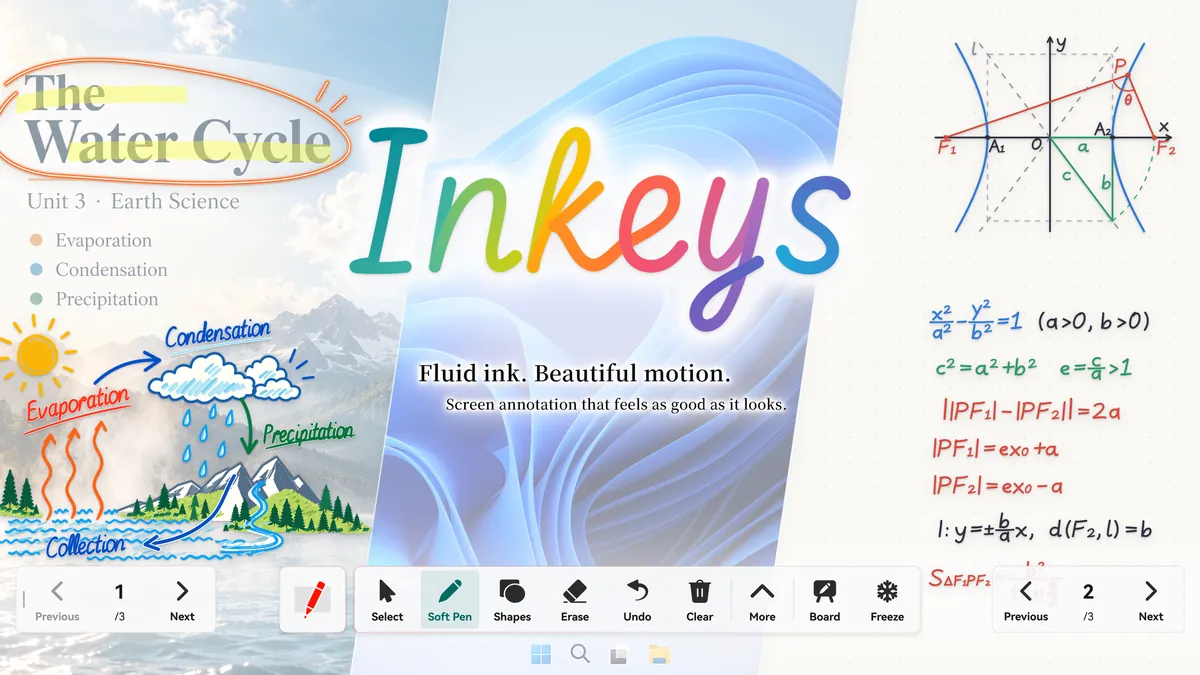 The
Water Cycle
Unit 3 · Earth Science
Evaporation
Condensation
Precipitation
Condensation
Evaporation
Precipitation
Collection
Inkeys
Fluid ink. Beautiful motion.
Screen annotation that feels as good as it looks.
l
y
P
θ
x
F₁
A₁
O
A₂
F₂
a
c
b
x²/a² - y²/b² = 1 (a>0, b>0)
c² = a² + b² e = c/a > 1
||PF₁| - |PF₂|| = 2a
|PF₁| = ex₀ + a
|PF₂| = ex₀ - a
l: y = ± b/a x, d(F₂, l) = b
S△F₁PF₂
Previous
1
/3
Next
Select
Soft Pen
Shapes
Erase
Undo
Clear
More
Board
Freeze
Previous
2
/3
Next